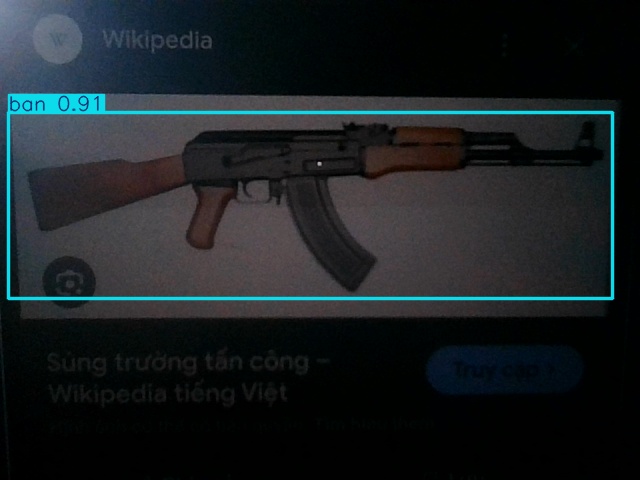 W Wikipedia
ban 0.91
Súng trường tấn công –
Wikipedia tiếng Việt
Truy cập